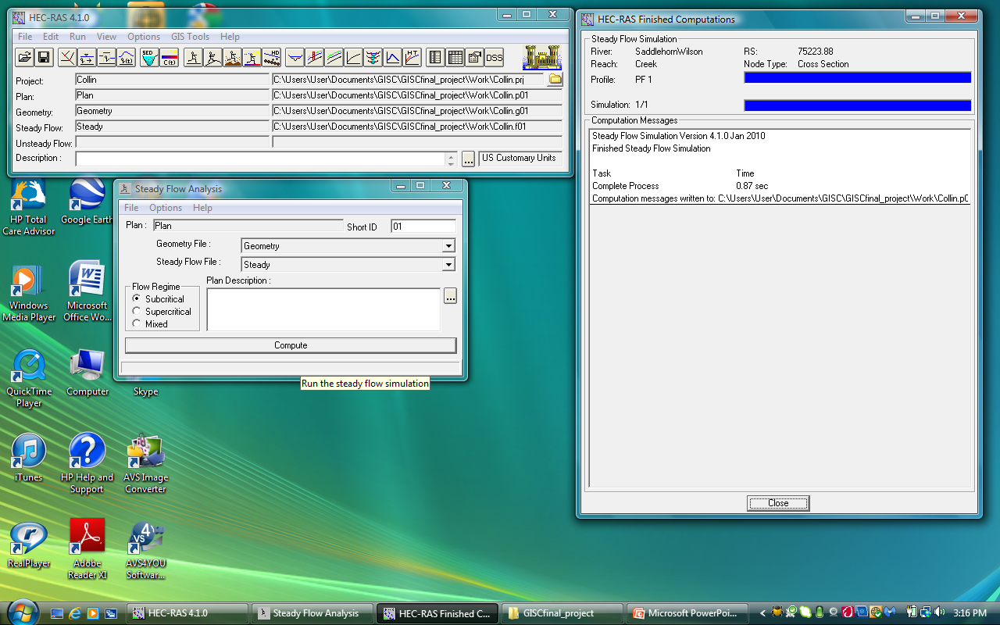 HEC-RAS 4.1.0
File Edit Run View Options GIS Tools Help
SED
C(t)
HD
H.T.
DSS
Project: Collin C:\Users\User\Documents\GISC\GISCfinal_project\Work\Collin.prj
Plan: Plan C:\Users\User\Documents\GISC\GISCfinal_project\Work\Collin.p01
Geometry: Geometry C:\Users\User\Documents\GISC\GISCfinal_project\Work\Collin.g01
Steady Flow: Steady C:\Users\User\Documents\GISC\GISCfinal_project\Work\Collin.f01
Unsteady Flow:
Description : ... US Customary Units
Steady Flow Analysis
File Options Help
Plan : Plan Short ID 01
Geometry File : Geometry
Steady Flow File : Steady
Flow Regime
Subcritical
Supercritical
Mixed
Plan Description :
...
Compute
Run the steady flow simulation
HEC-RAS Finished Computations
Steady Flow Simulation
River: SaddlehornWilson RS: 75223.88
Reach: Creek Node Type: Cross Section
Profile: PF 1
Simulation: 1/1
Computation Messages
Steady Flow Simulation Version 4.1.0 Jan 2010
Finished Steady Flow Simulation
Task Time
Complete Process 0.87 sec
Computation messages written to: C:\Users\User\Documents\GISC\GISCfinal_project\Work\Collin.p0
Close
HP Total
Care Advisor
Google Earth
Windows
Media Player
Microsoft
Office Wo...
QuickTime
Player
Computer
Skype
iTunes
HP Help and
Support
AVS Image
Converter
RealPlayer
Adobe
Reader XI
4
VS
AVS4YOU
Softwar...
HEC-RAS 4.1.0
Steady Flow Analysis
HEC-RAS Finished C...
GISCfinal_project
Microsoft PowerPoi...
3:16 PM